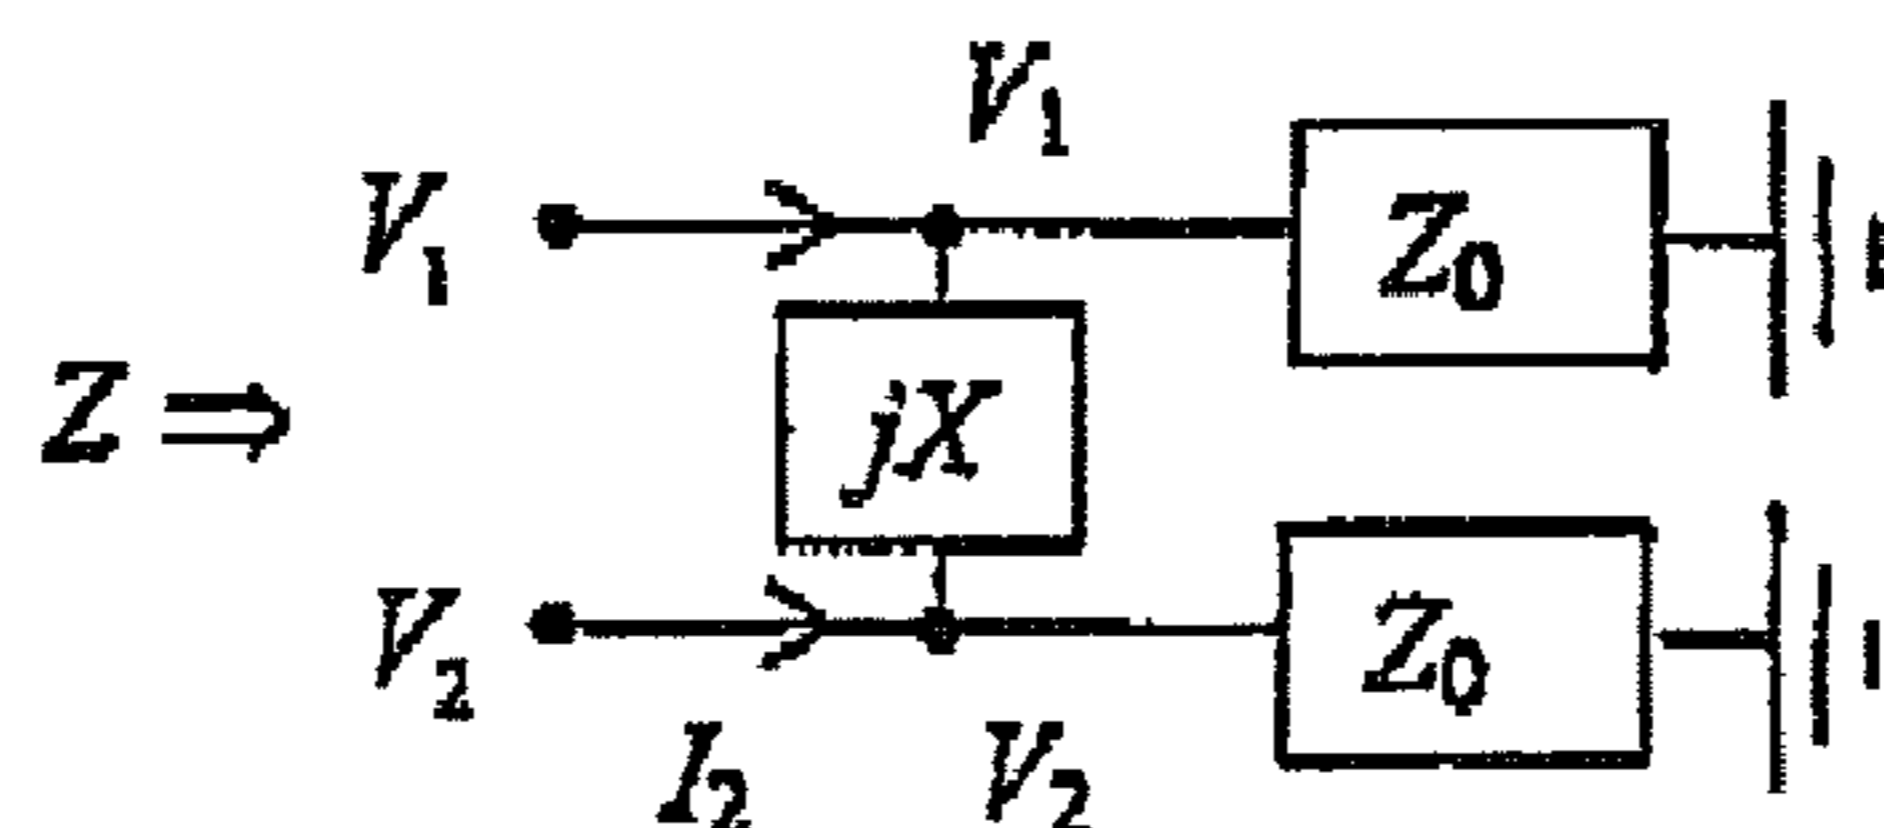 V₁
V₁
Z₀
Z ⇒
jX
V₂
Z₀
I₂
V₂